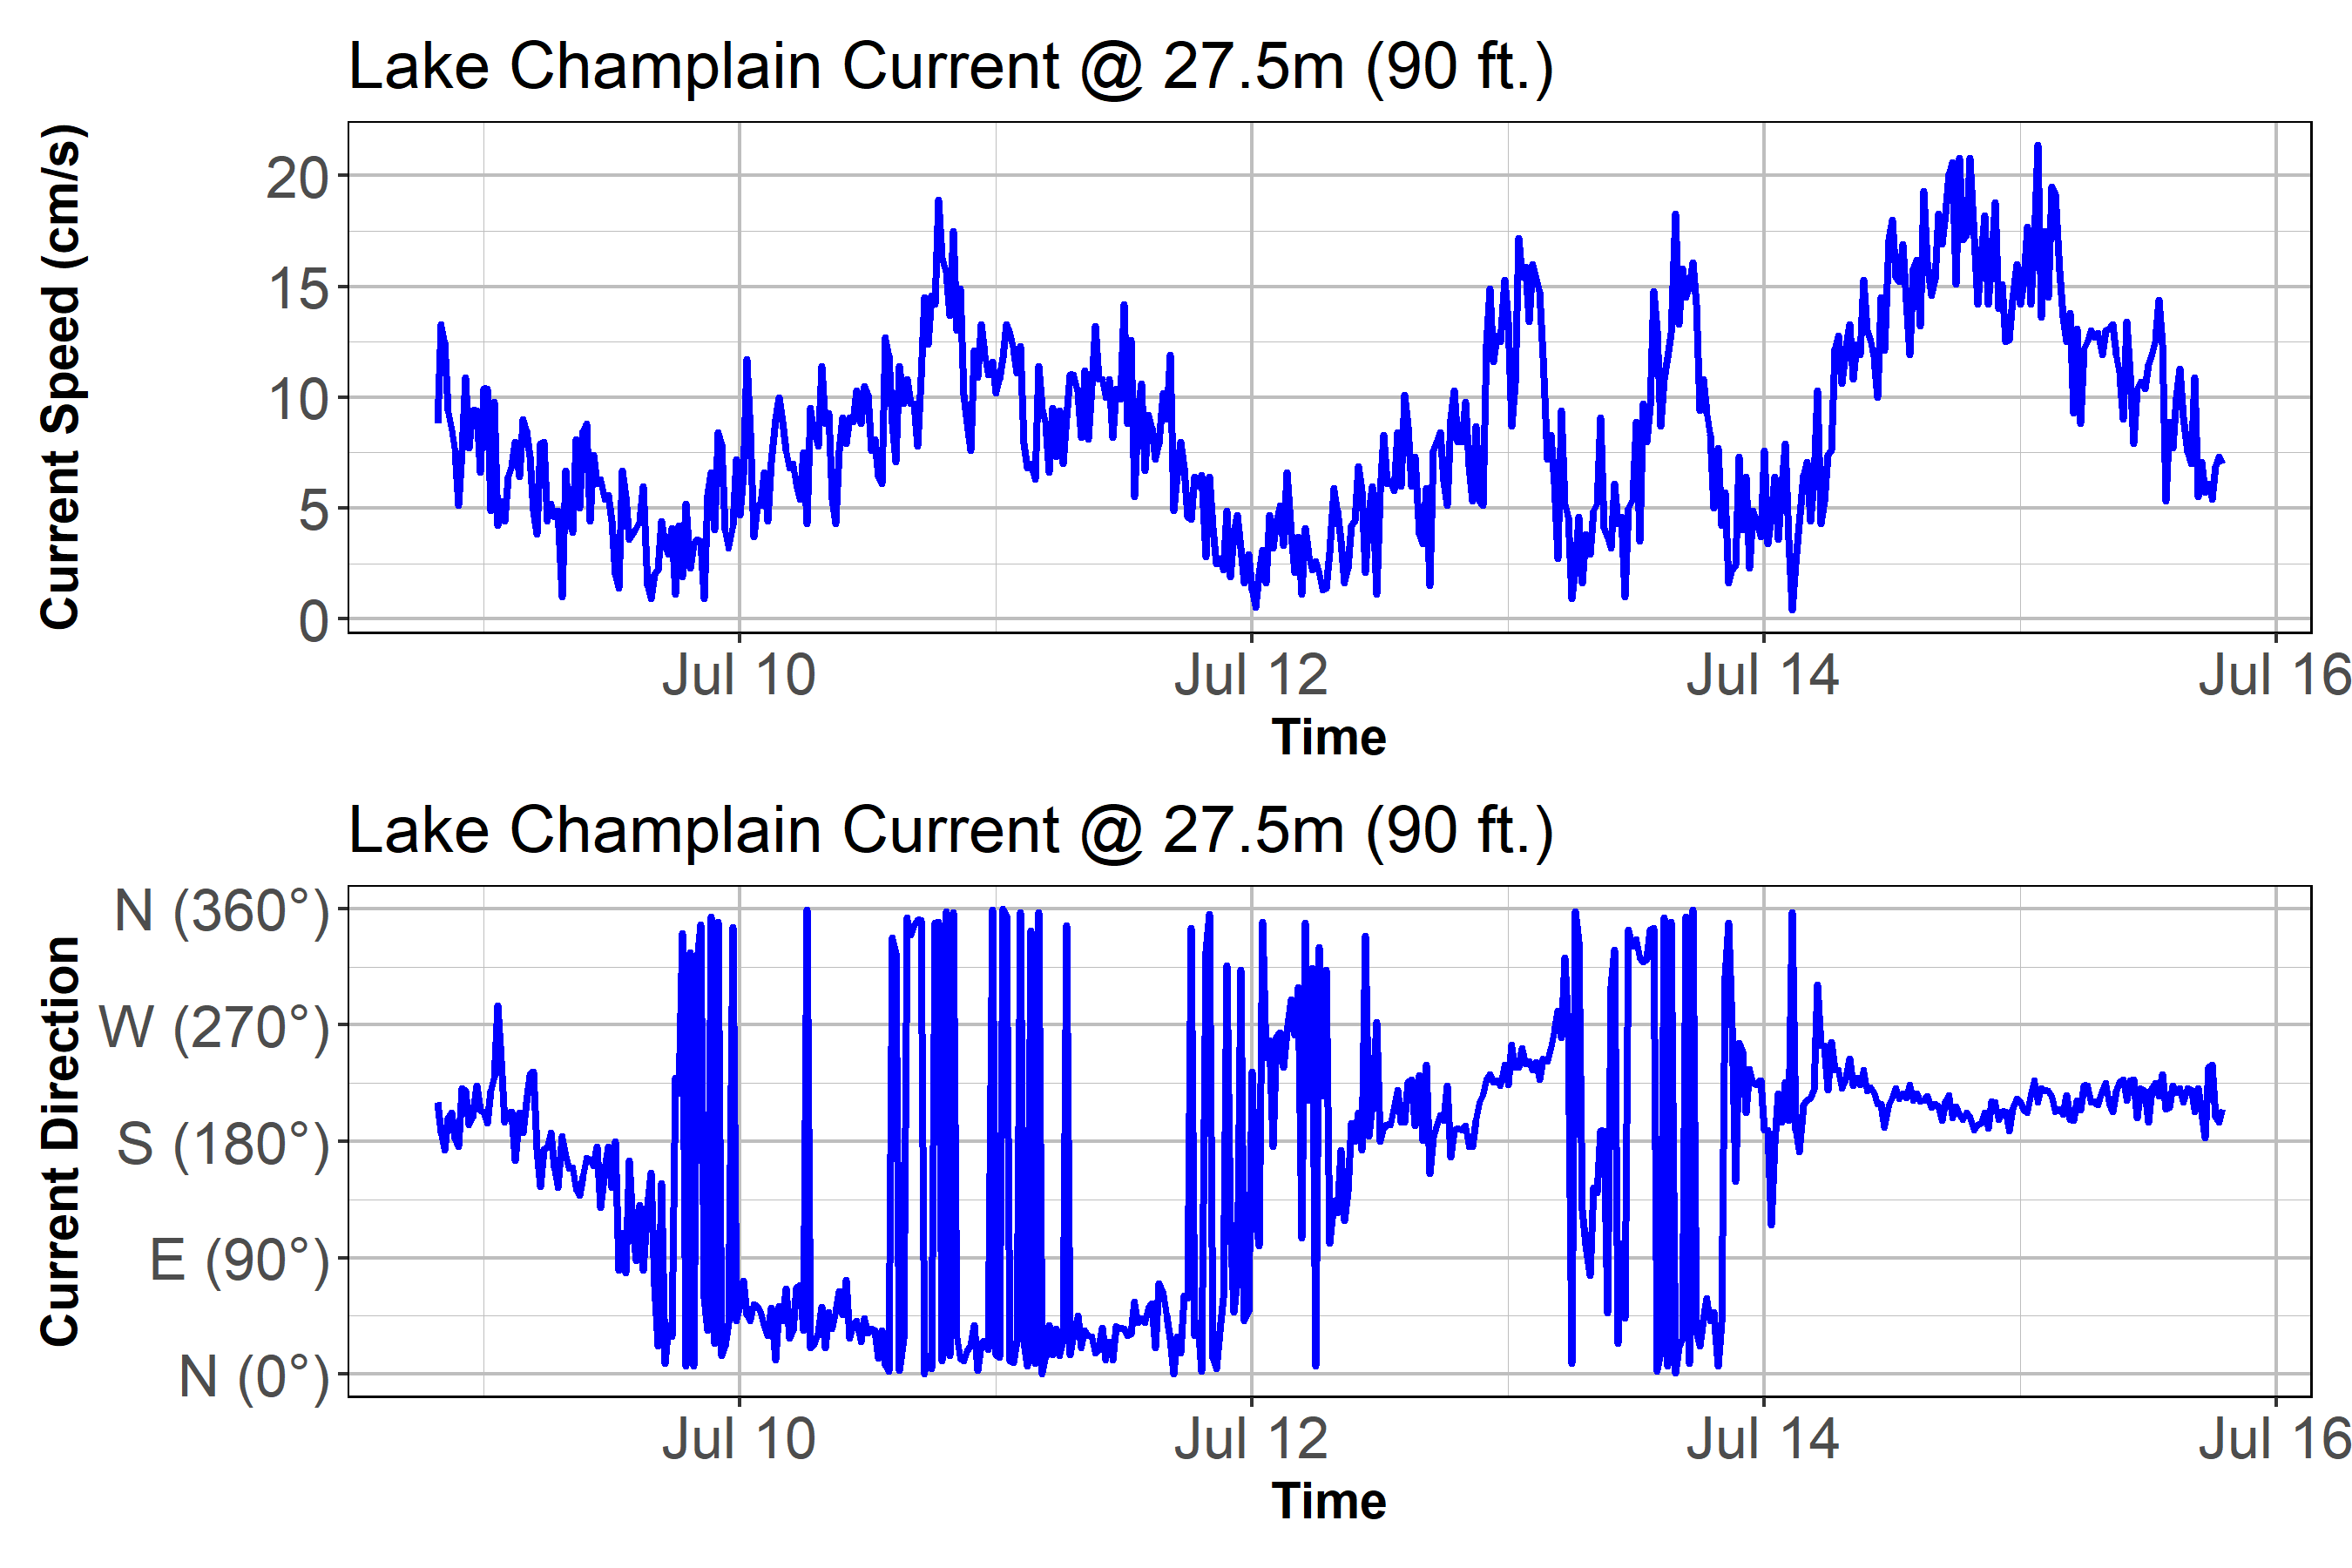 Lake Champlain Current @ 27.5m (90 ft.)
Current Speed (cm/s)
20
15
10
5
0
Jul 10
Jul 12
Jul 14
Jul 16
Time
Lake Champlain Current @ 27.5m (90 ft.)
Current Direction
N (360°)
W (270°)
S (180°)
E (90°)
N (0°)
Jul 10
Jul 12
Jul 14
Jul 16
Time